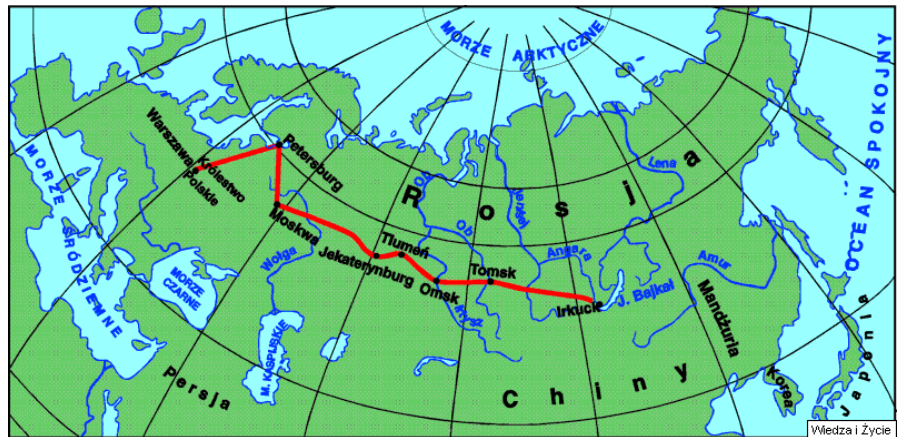 MORZE ARKTYCZNE
OCEAN SPOKOJNY
Warszawa
Królestwo
Polskie
Petersburg
MORZE ŚRÓDZIEMNE
Moskwa
Wołga
Jekaterynburg
Tiumeń
Omsk
Ob
Ob
Irtysz
Tomsk
Jenisej
Angara
Lena
Rosja
Irkuck
J. Bajkał
Amur
Mandżuria
MORZE
CZARNE
M. KASPIJSKIE
Persja
Chiny
Korea
Japonia
Wiedza i Życie